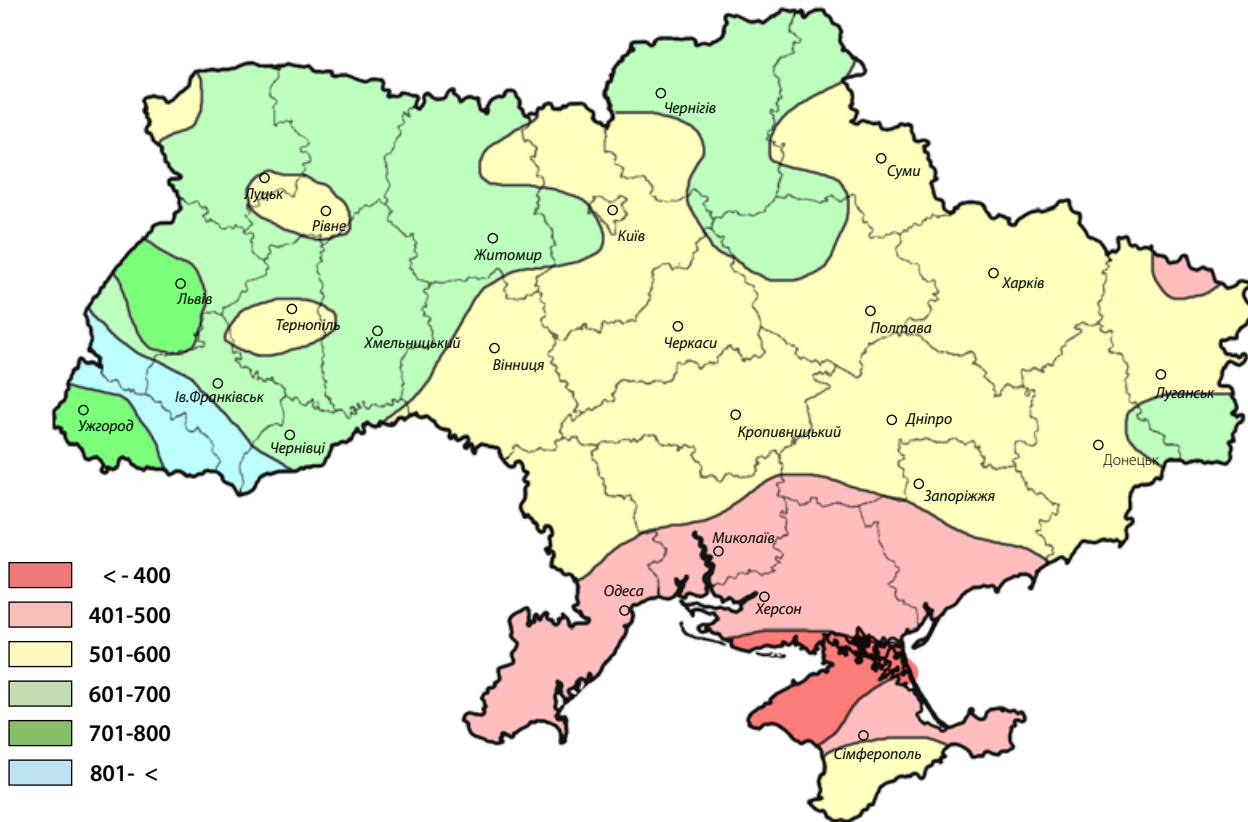 Чернігів
Суми
Луцьк
Рівне
Київ
Житомир
Львів
Харків
Тернопіль
Хмельницький
Полтава
Черкаси
Вінниця
Луганськ
Ів.Франківськ
Ужгород
Чернівці
Кропивницький
Дніпро
Донецьк
Запоріжжя
Миколаїв
Одеса
Херсон
Сімферополь
< - 400
401-500
501-600
601-700
701-800
801- <